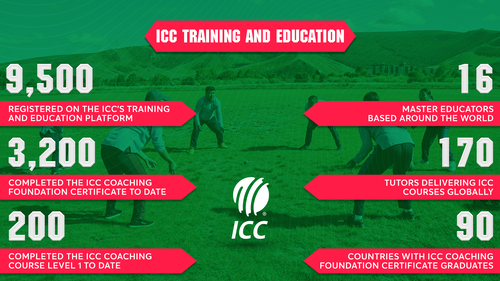 ICC TRAINING AND EDUCATION
9,500
REGISTERED ON THE ICC'S TRAINING
AND EDUCATION PLATFORM
16
MASTER EDUCATORS
BASED AROUND THE WORLD
3,200
COMPLETED THE ICC COACHING
FOUNDATION CERTIFICATE TO DATE
170
TUTORS DELIVERING ICC
COURSES GLOBALLY
200
COMPLETED THE ICC COACHING
COURSE LEVEL 1 TO DATE
ICC
90
COUNTRIES WITH ICC COACHING
FOUNDATION CERTIFICATE GRADUATES